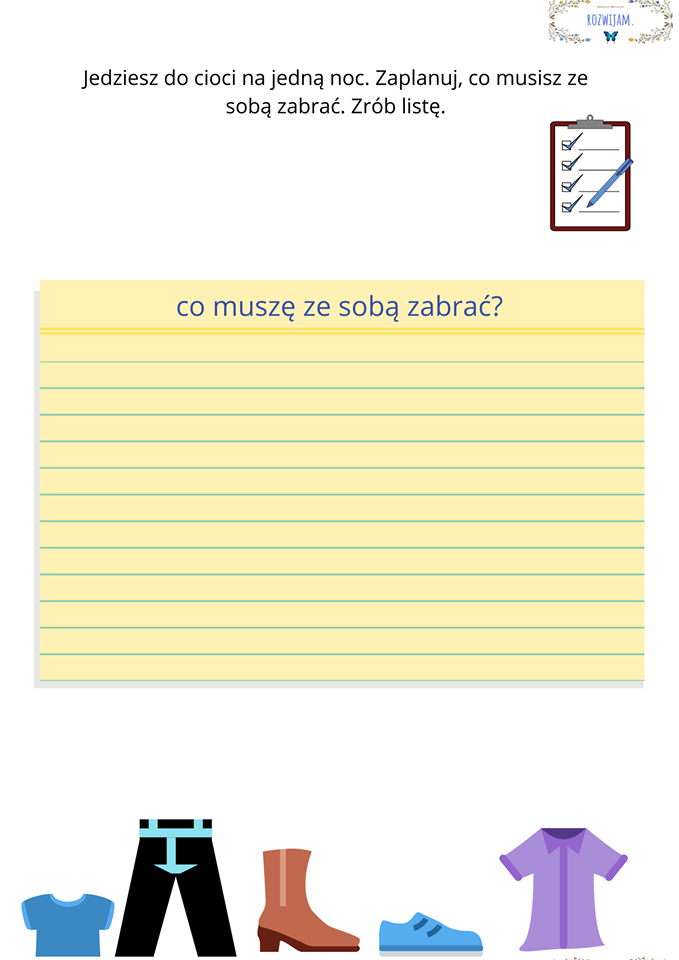 ROZWIJAM.
Jedziesz do cioci na jedną noc. Zaplanuj, co musisz ze
sobą zabrać. Zrób listę.
co muszę ze sobą zabrać?